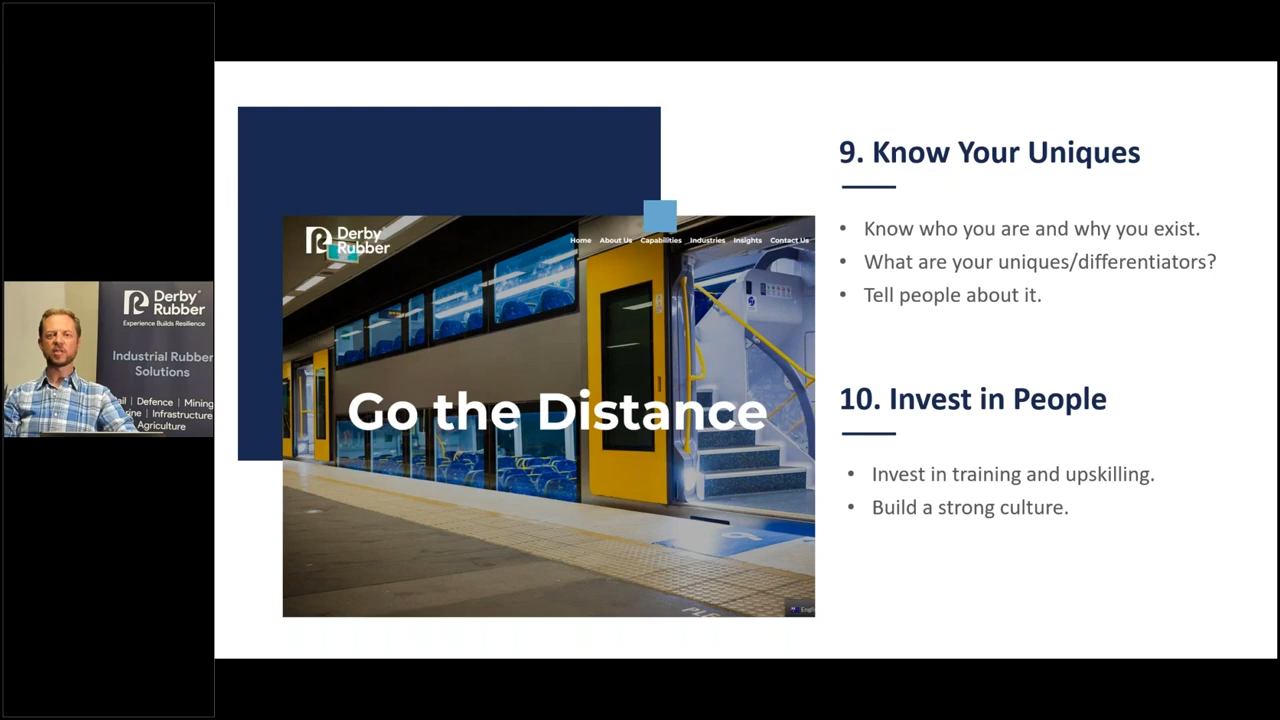 Derby
Rubber
Experience Builds Resilience
Industrial Rubber
Solutions
Defence | Mining
Infrastructure
Agriculture
Derby
Rubber
Home About Us Capabilities Industries Insights Contact Us
Go the Distance
9. Know Your Uniques
• Know who you are and why you exist.
• What are your uniques/differentiators?
• Tell people about it.
10. Invest in People
• Invest in training and upskilling.
• Build a strong culture.